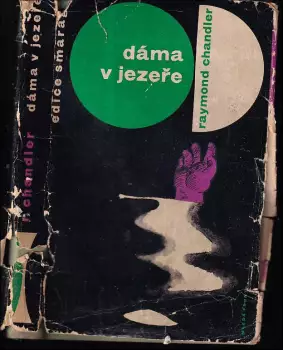 dáma
v jezeře
raymond chandler
r. chandler
dáma v jezeře
edice smaragd